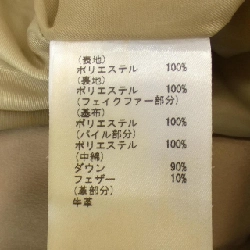 (表地)
ポリエステル 100%
(裏地)
ポリエステル 100%
(フェイクファー部分)
(基布)
ポリエステル 100%
(パイル部分)
ポリエステル 100%
(中綿)
ダウン 90%
フェザー 10%
(革部分)
牛革